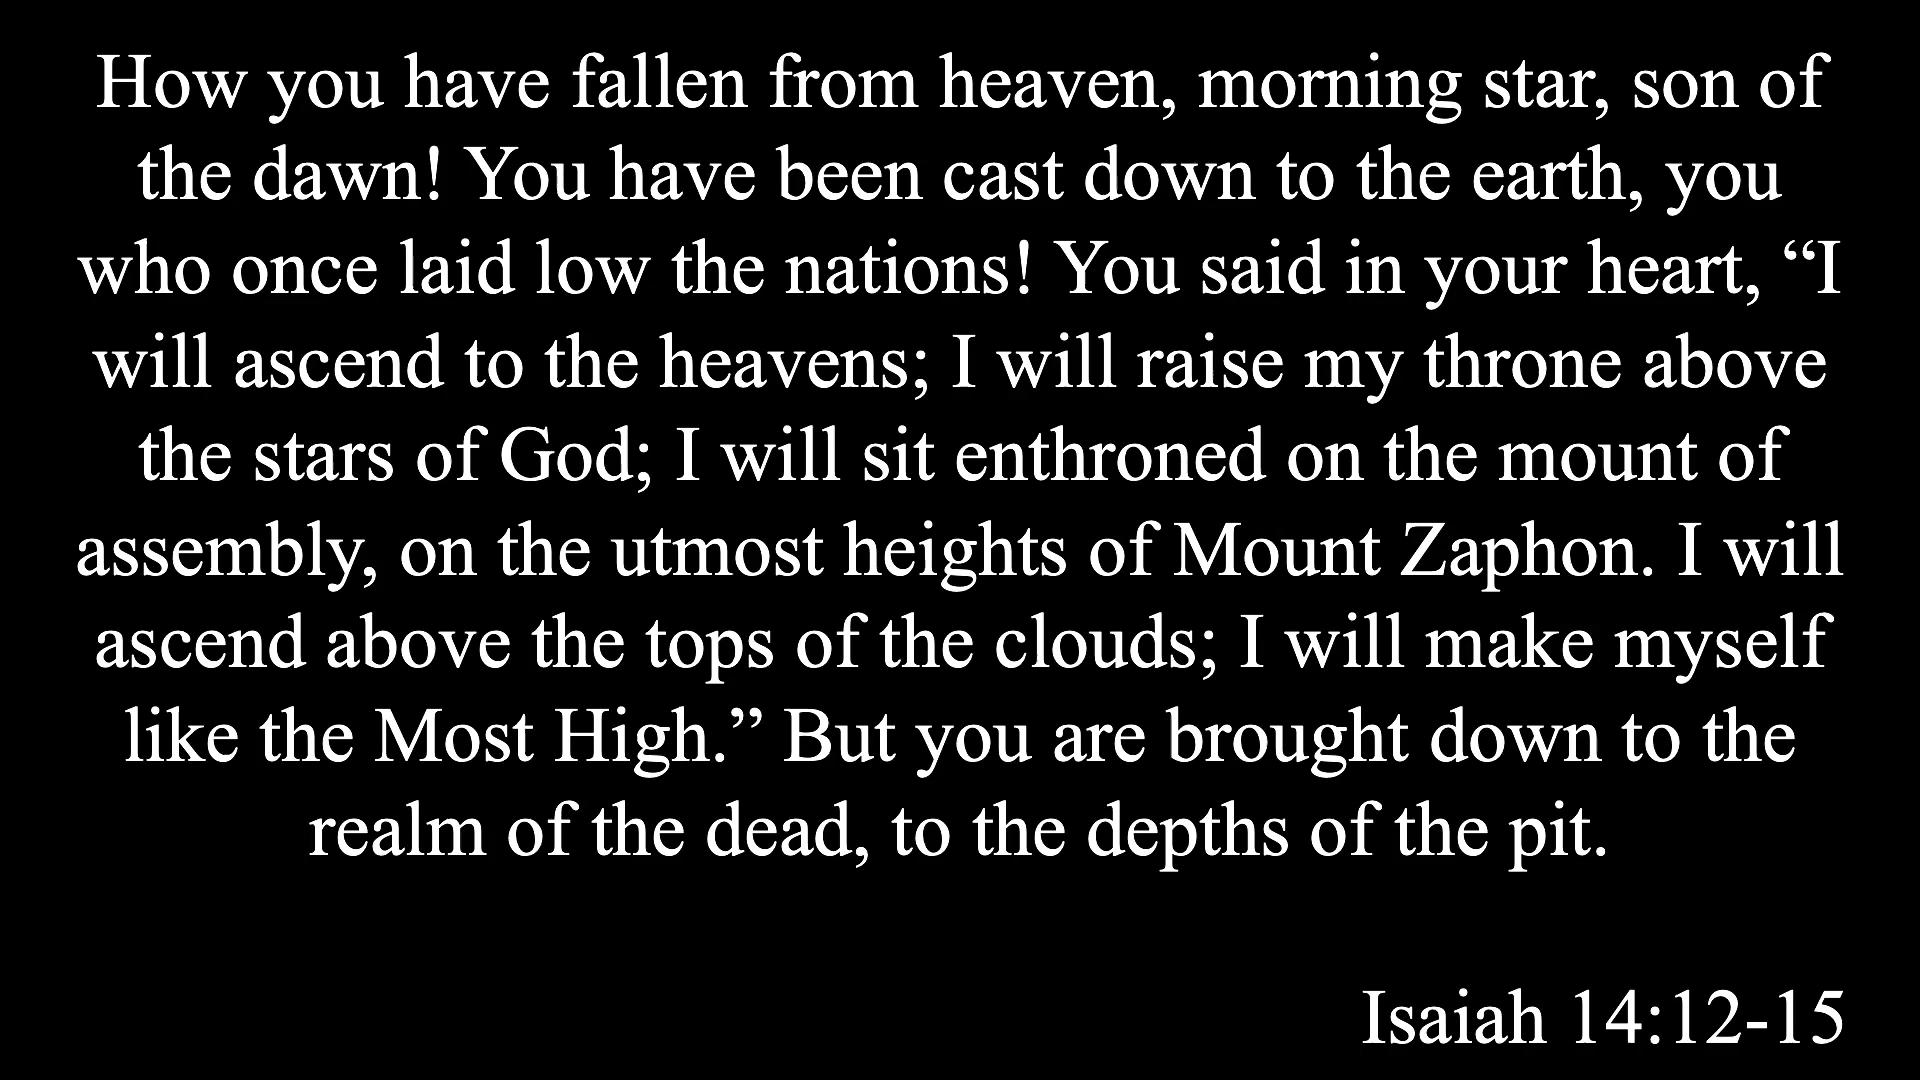 How you have fallen from heaven, morning star, son of
the dawn! You have been cast down to the earth, you
who once laid low the nations! You said in your heart, “I
will ascend to the heavens; I will raise my throne above
the stars of God; I will sit enthroned on the mount of
assembly, on the utmost heights of Mount Zaphon. I will
ascend above the tops of the clouds; I will make myself
like the Most High.” But you are brought down to the
realm of the dead, to the depths of the pit.
Isaiah 14:12-15